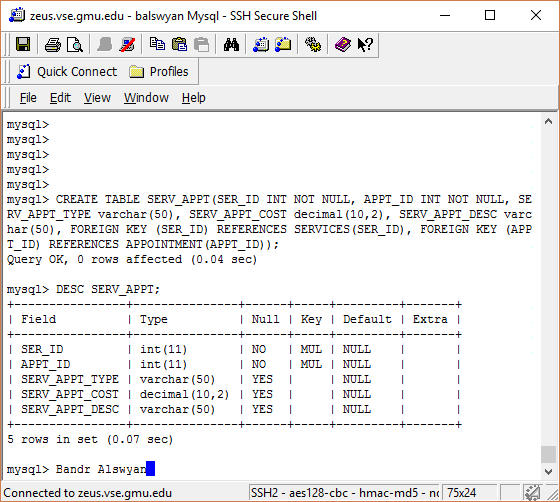 zeus.vse.gmu.edu - balswyan Mysql - SSH Secure Shell
Quick Connect Profiles
File Edit View Window Help
mysql>
mysql>
mysql>
mysql>
mysql>
mysql> CREATE TABLE SERV_APPT(SER_ID INT NOT NULL, APPT_ID INT NOT NULL, SE
RV_APPT_TYPE varchar(50), SERV_APPT_COST decimal(10,2), SERV_APPT_DESC varc
har(50), FOREIGN KEY (SER_ID) REFERENCES SERVICES(SER_ID), FOREIGN KEY (APP
T_ID) REFERENCES APPOINTMENT(APPT_ID));
Query OK, 0 rows affected (0.04 sec)
mysql> DESC SERV_APPT;
+----------------+---------------+------+-----+---------+-------+
| Field          | Type          | Null | Key | Default | Extra |
+----------------+---------------+------+-----+---------+-------+
| SER_ID         | int(11)       | NO   | MUL | NULL    |       |
| APPT_ID        | int(11)       | NO   | MUL | NULL    |       |
| SERV_APPT_TYPE | varchar(50)   | YES  |     | NULL    |       |
| SERV_APPT_COST | decimal(10,2) | YES  |     | NULL    |       |
| SERV_APPT_DESC | varchar(50)   | YES  |     | NULL    |       |
+----------------+---------------+------+-----+---------+-------+
5 rows in set (0.07 sec)
mysql> Bandr Alswyan
Connected to zeus.vse.gmu.edu SSH2 - aes128-cbc - hmac-md5 - 75x24